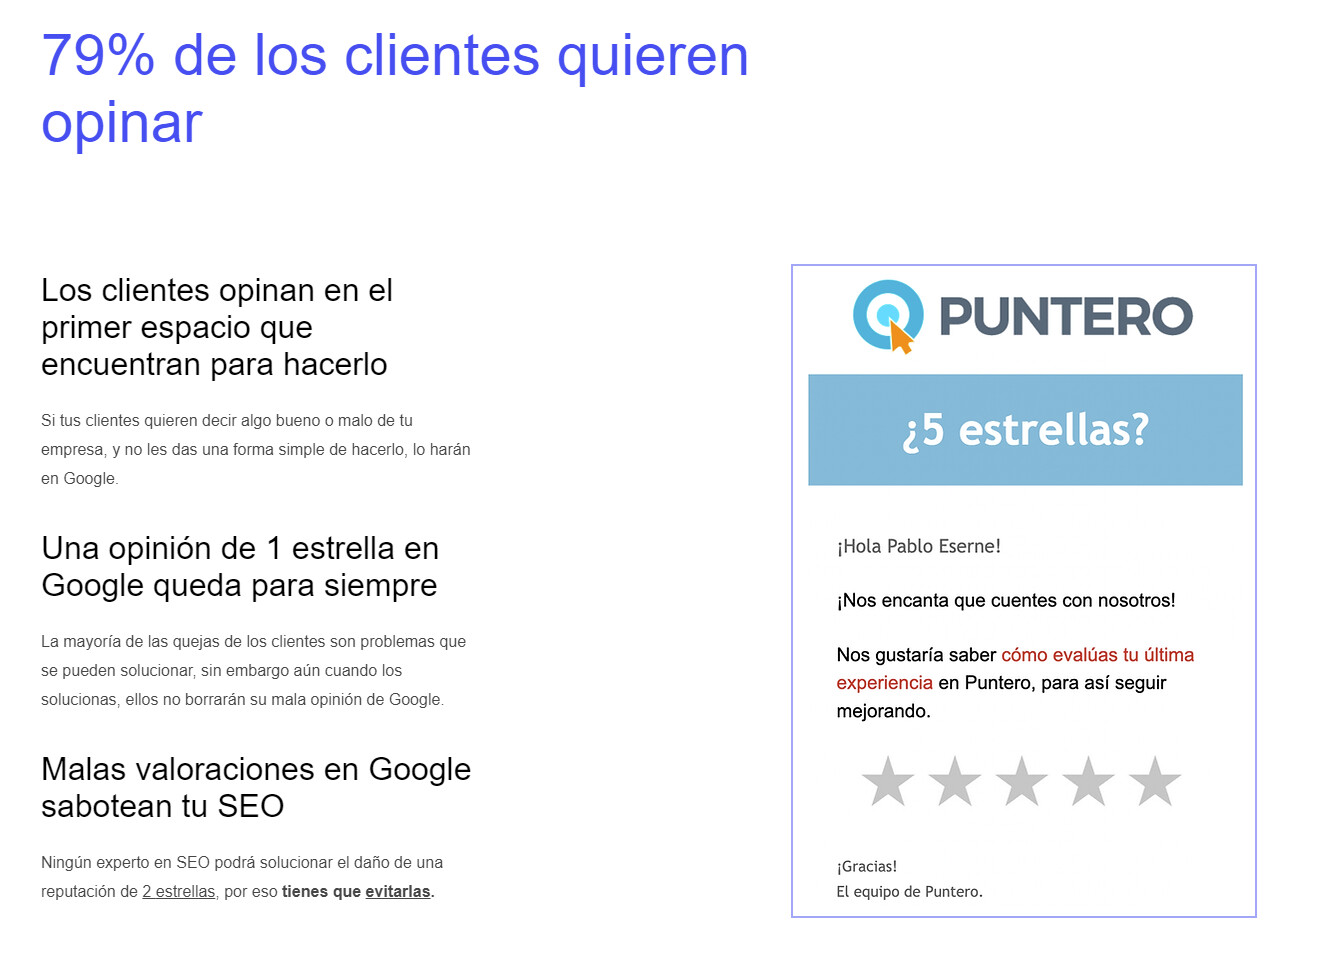 79% de los clientes quieren
opinar
Los clientes opinan en el
primer espacio que
encuentran para hacerlo
Si tus clientes quieren decir algo bueno o malo de tu
empresa, y no les das una forma simple de hacerlo, lo harán
en Google.
Una opinión de 1 estrella en
Google queda para siempre
La mayoría de las quejas de los clientes son problemas que
se pueden solucionar, sin embargo aún cuando los
solucionas, ellos no borrarán su mala opinión de Google.
Malas valoraciones en Google
sabotean tu SEO
Ningún experto en SEO podrá solucionar el daño de una
reputación de 2 estrellas, por eso tienes que evitarlas.
PUNTERO
¿5 estrellas?
¡Hola Pablo Eserne!
¡Nos encanta que cuentes con nosotros!
Nos gustaría saber cómo evalúas tu última
experiencia en Puntero, para así seguir
mejorando.
¡Gracias!
El equipo de Puntero.